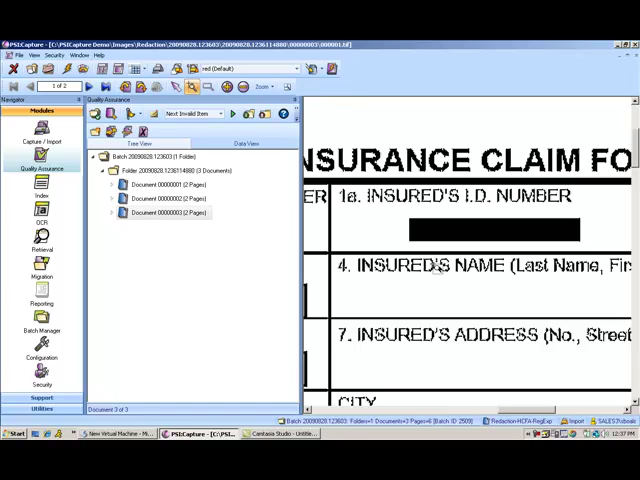 PSI:Capture - [C:\PSICapture Demo\Images\Redaction\20090828.123603\20090828.1236114880\00000003\000001.tif]
File View Security Window Help
red (Default)
1 of 2
Zoom
Navigator
Modules
Capture / Import
Quality Assurance
Index
OCR
Retrieval
Migration
Reporting
Batch Manager
Configuration
Security
Support
Utilities
Quality Assurance
Next Invalid Item
Tree View
Data View
Batch 20090828.123603 (1 Folder)
Folder 20090828.1236114880 (3 Documents)
Document 00000001 (2 Pages)
Document 00000002 (2 Pages)
Document 00000003 (2 Pages)
Document 3 of 3
NSURANCE CLAIM FO
ER
1a. INSURED'S I.D. NUMBER
4. INSURED'S NAME (Last Name, Fir
7. INSURED'S ADDRESS (No., Street
CITY
Batch 20090828.123603: Folders=1 Documents=3 Pages=6 [Batch ID 2509]
Redaction-HCFA-RegExp
Import
SALES3\sboals
Start
New Virtual Machine - Mi...
PSI:Capture - [C:\PSI...
Camtasia Studio - Untitle...
12:37 PM